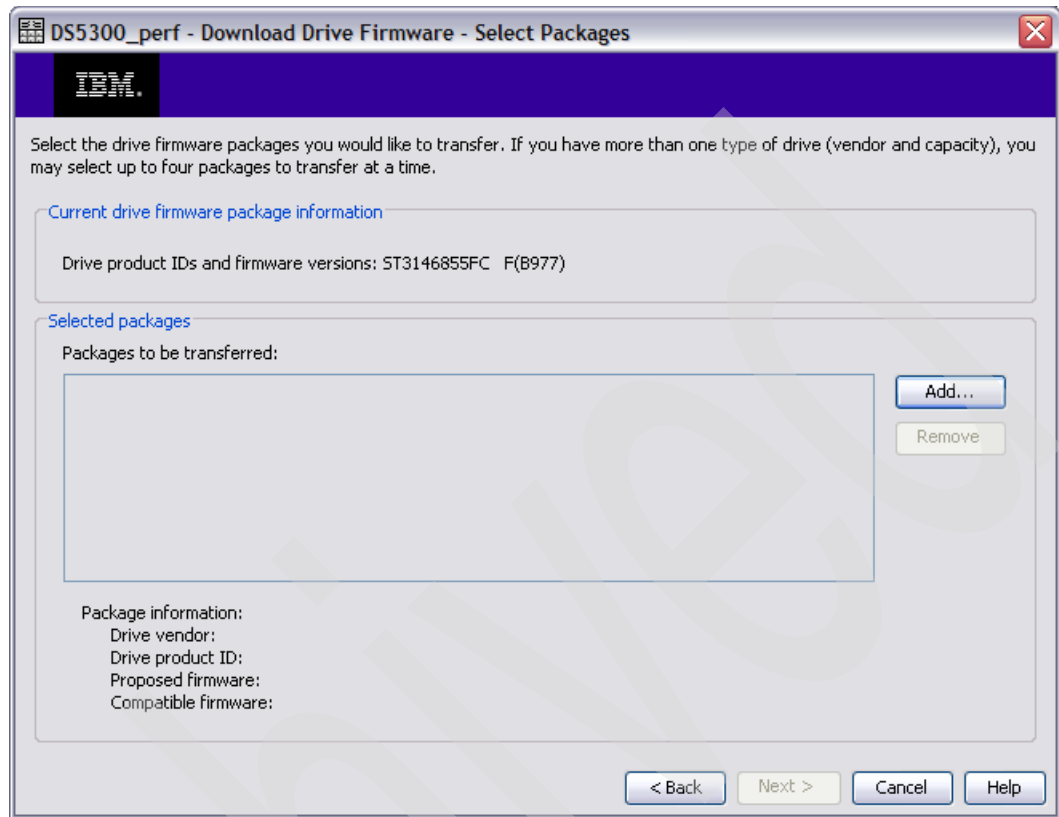 DS5300_perf - Download Drive Firmware - Select Packages
IBM.
Select the drive firmware packages you would like to transfer. If you have more than one type of drive (vendor and capacity), you
may select up to four packages to transfer at a time.
Current drive firmware package information
Drive product IDs and firmware versions: ST3146855FC   F(B977)
Selected packages
Packages to be transferred:
Add...
Remove
Package information:
Drive vendor:
Drive product ID:
Proposed firmware:
Compatible firmware:
< Back
Next >
Cancel
Help